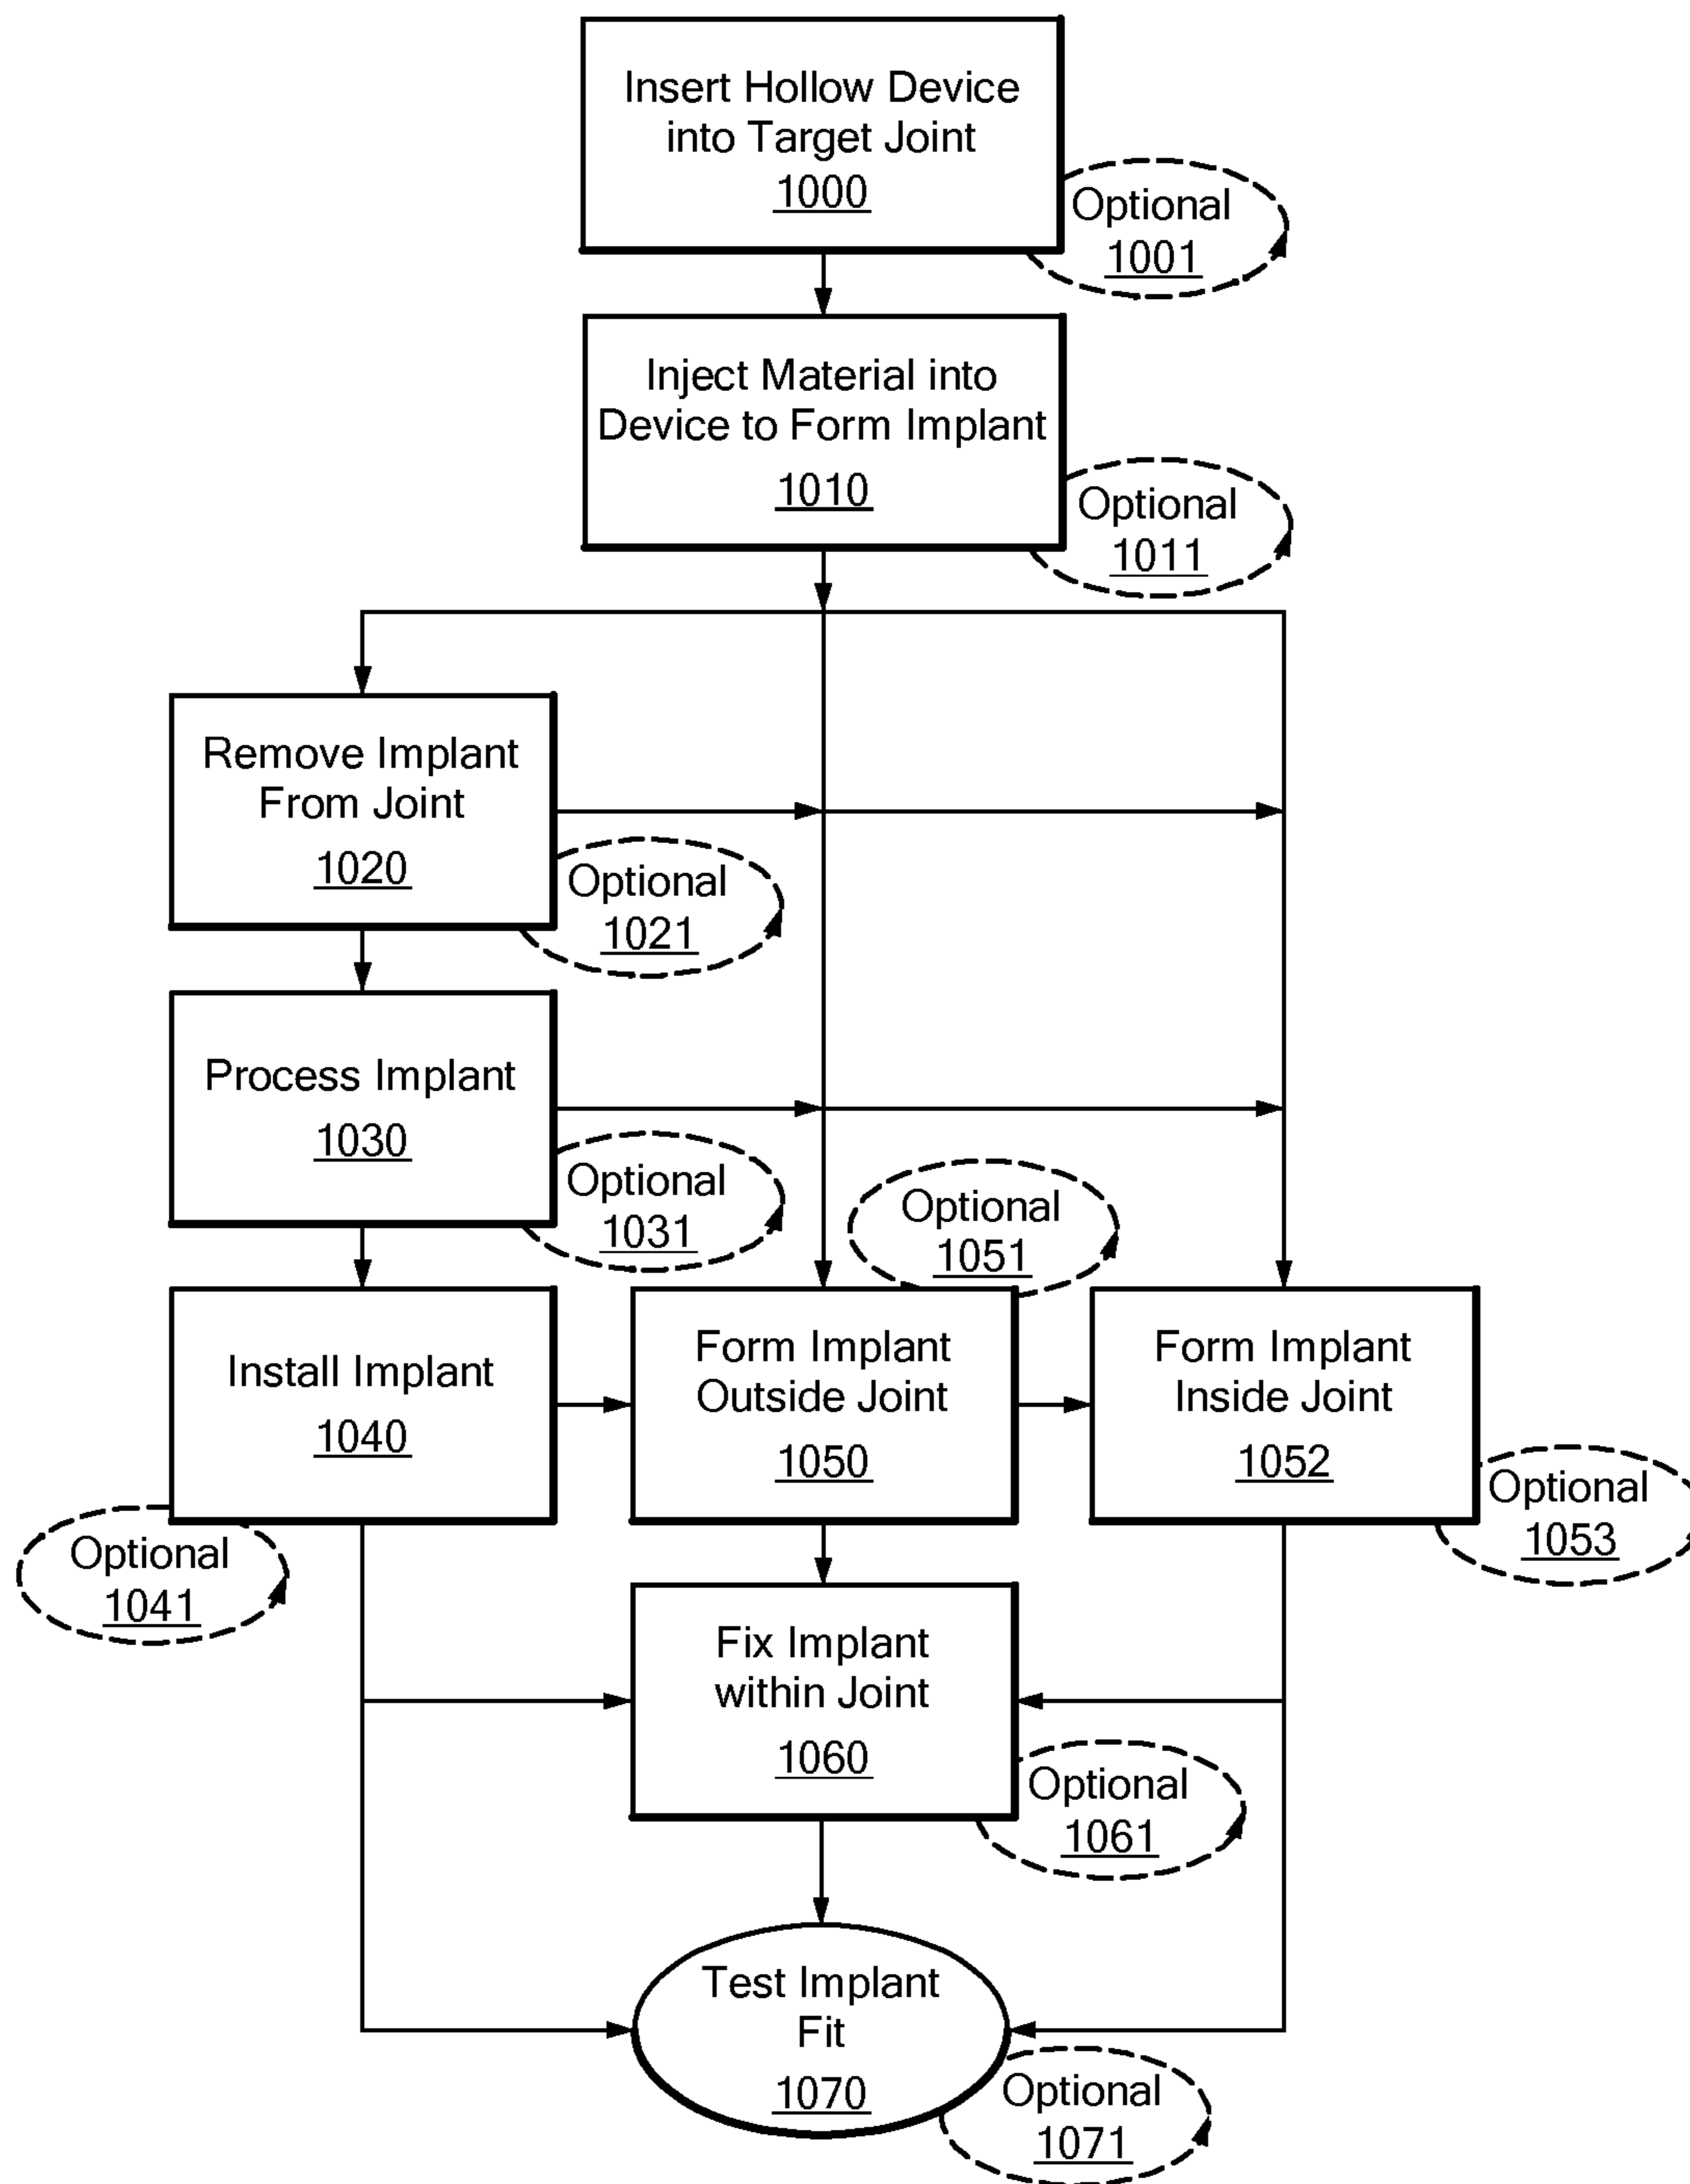 Insert Hollow Device
into Target Joint
1000
Optional
1001
Inject Material into
Device to Form Implant
1010
Optional
1011
Remove Implant
From Joint
1020
Optional
1021
Process Implant
1030
Optional
1031
Optional
1051
Install Implant
1040
Optional
1041
Form Implant
Outside Joint
1050
Form Implant
Inside Joint
1052
Optional
1053
Fix Implant
within Joint
1060
Optional
1061
Test Implant
Fit
1070
Optional
1071